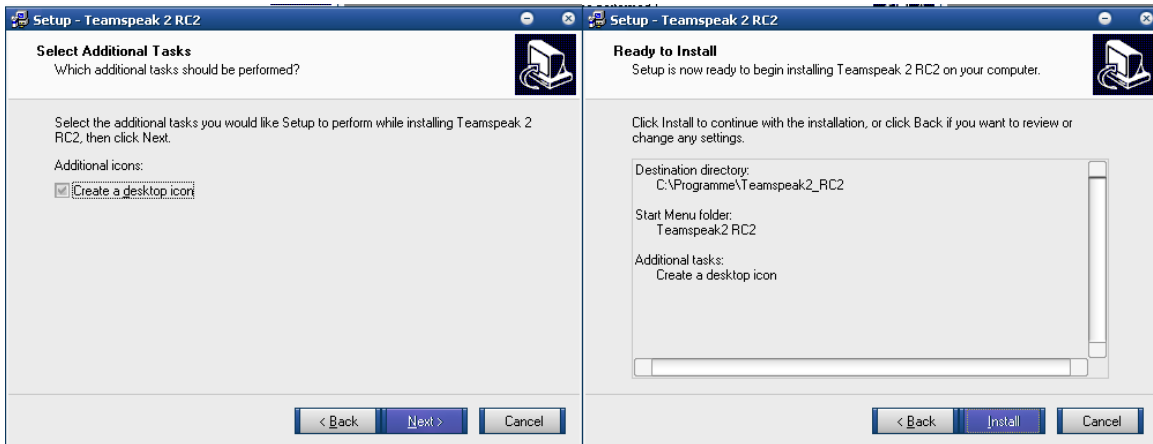 Setup - Teamspeak 2 RC2
Select Additional Tasks
Which additional tasks should be performed?
Select the additional tasks you would like Setup to perform while installing Teamspeak 2
RC2, then click Next.
Additional icons:
Create a desktop icon
< Back
Next >
Cancel
Setup - Teamspeak 2 RC2
Ready to Install
Setup is now ready to begin installing Teamspeak 2 RC2 on your computer.
Click Install to continue with the installation, or click Back if you want to review or
change any settings.
Destination directory:
C:\Programme\Teamspeak2_RC2
Start Menu folder:
Teamspeak2 RC2
Additional tasks:
Create a desktop icon
< Back
Install
Cancel